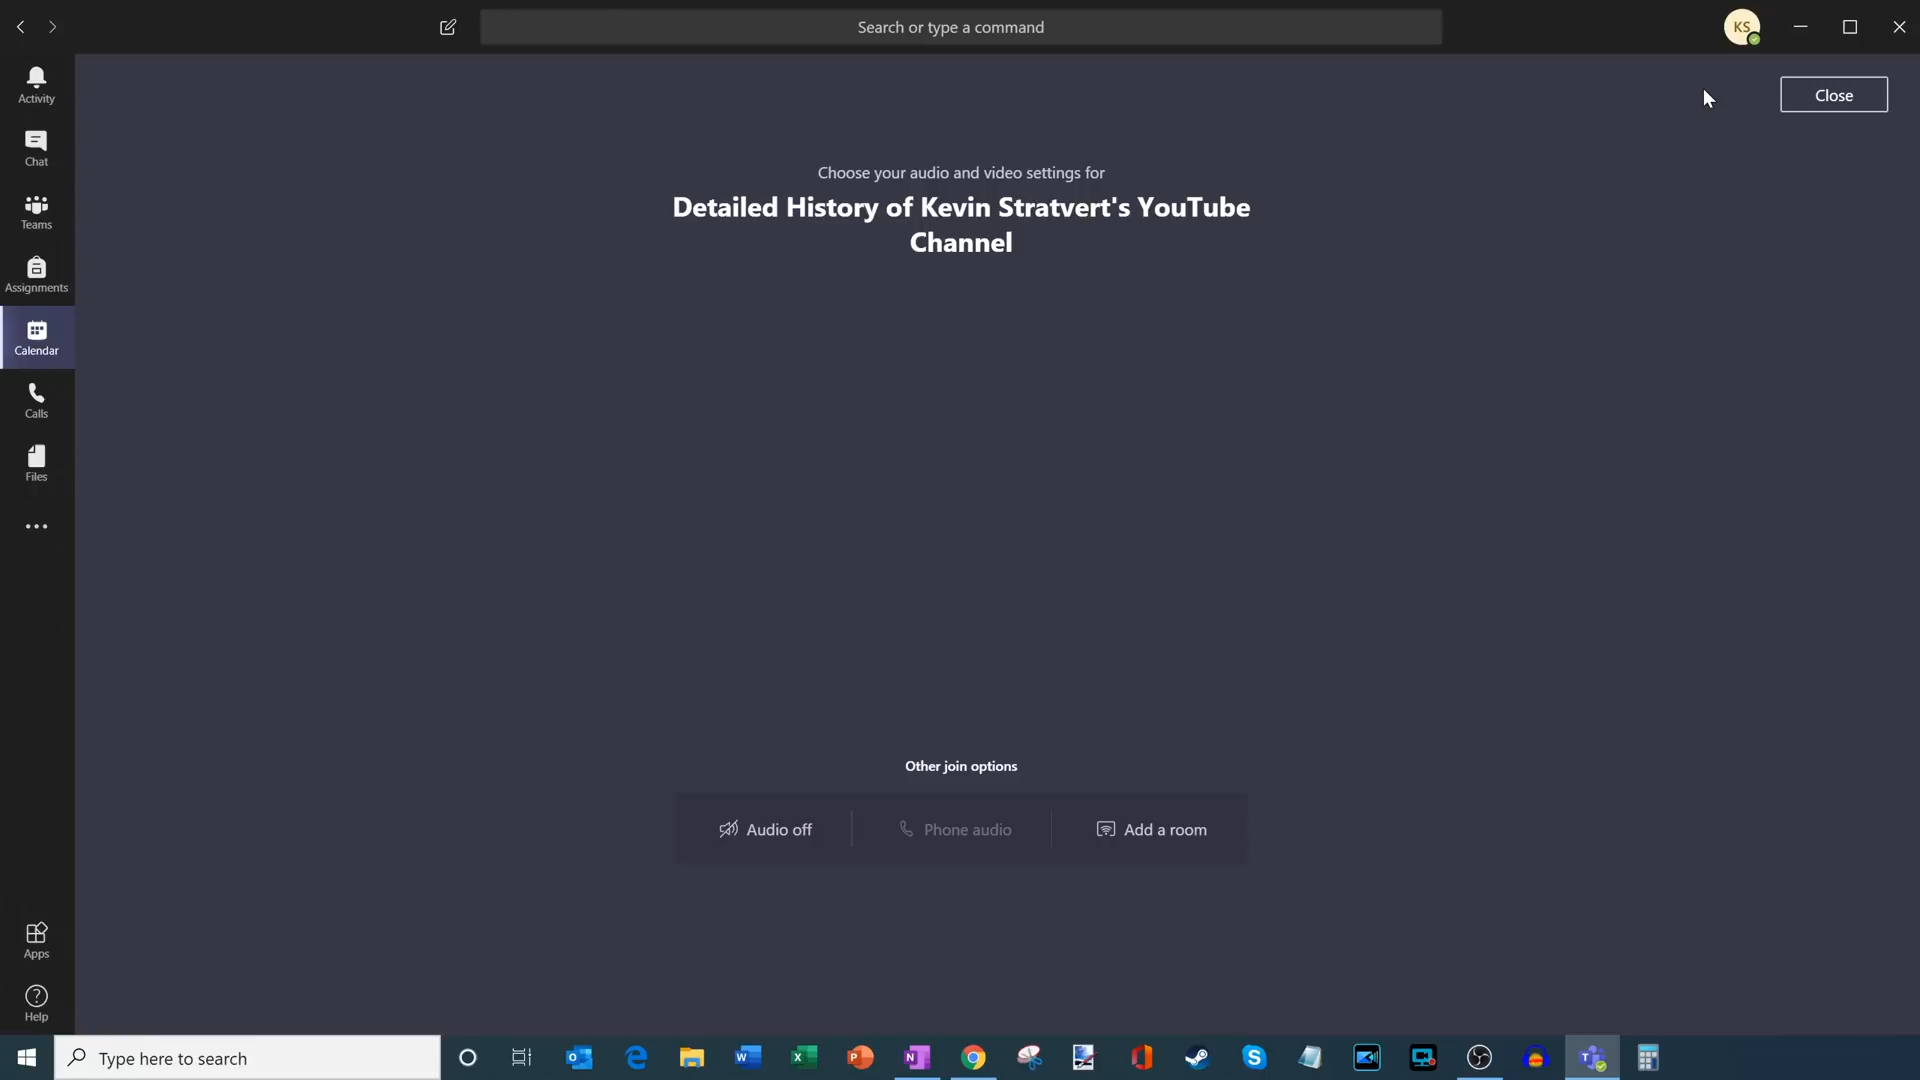 Search or type a command
KS
Activity
Close
Chat
Choose your audio and video settings for
Detailed History of Kevin Stratvert's YouTube
Channel
Teams
Assignments
Calendar
Calls
Files
Other join options
Audio off
Phone audio
Add a room
Apps
Help
Type here to search